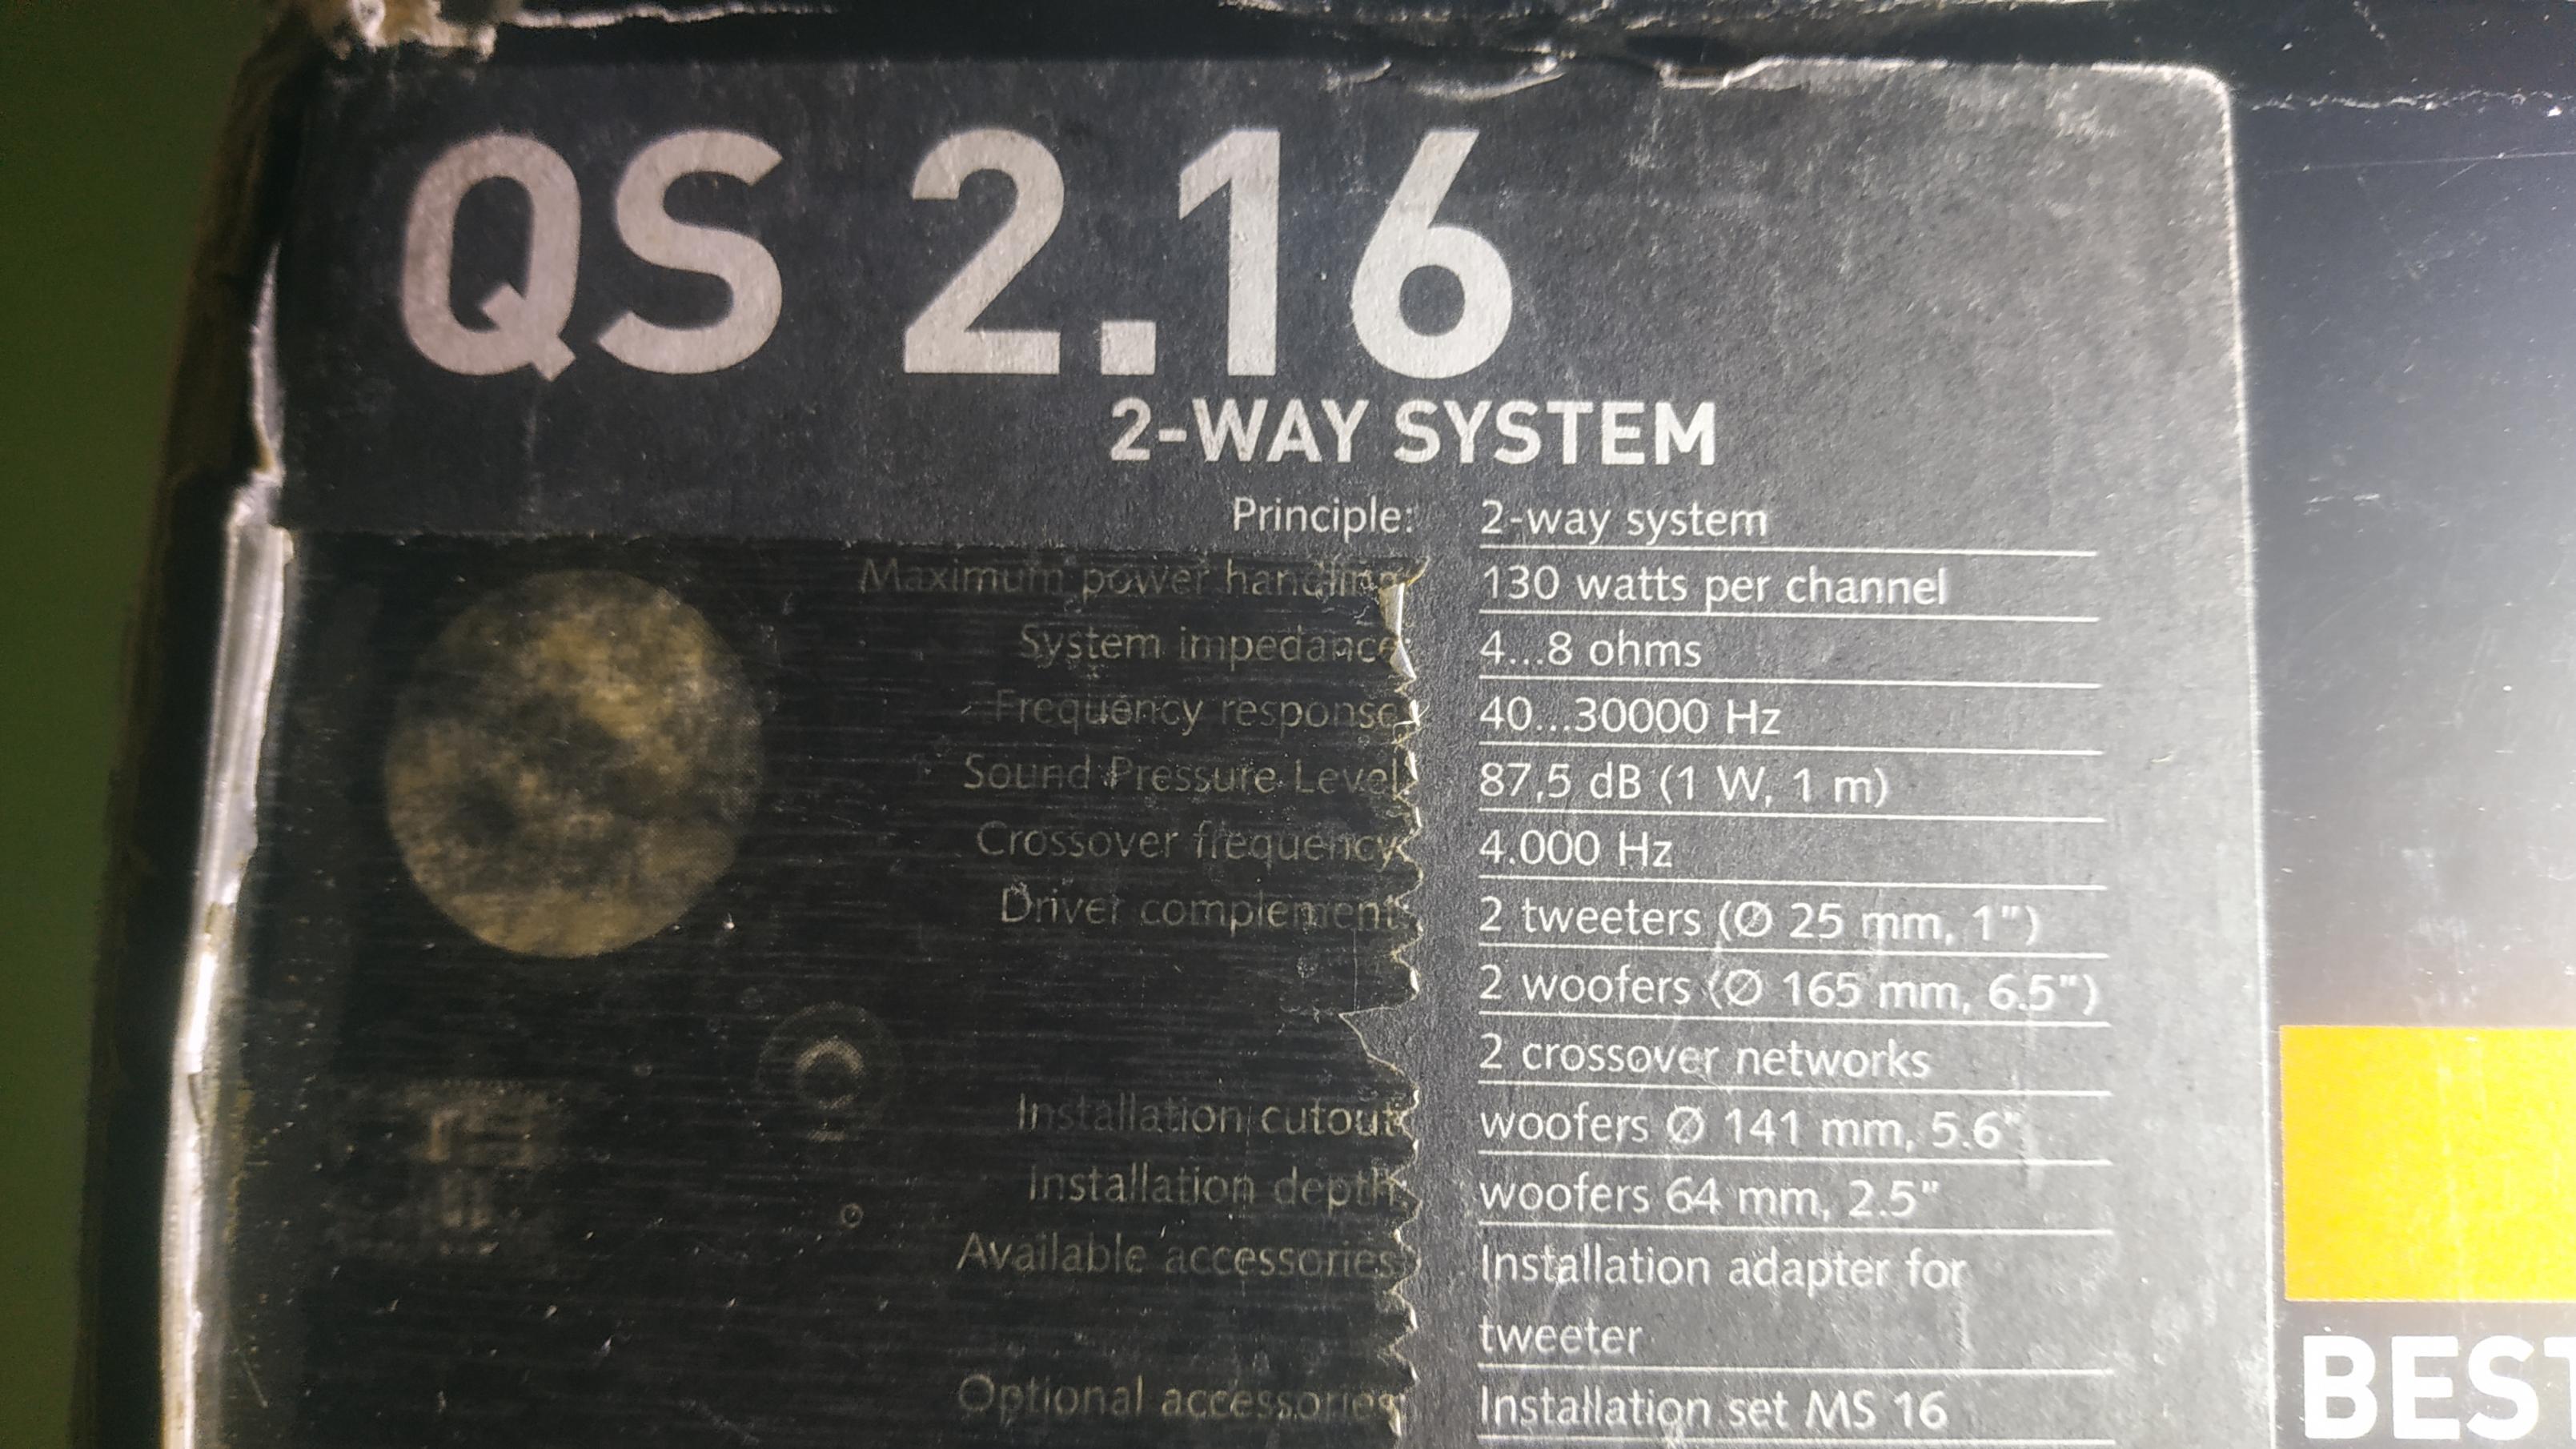 QS 2.16
2-WAY SYSTEM
Principle: 2-way system
Maximum power handling 130 watts per channel
System impedance: 4...8 ohms
Frequency response 40...30000 Hz
Sound Pressure Level 87,5 dB (1 W, 1 m)
Crossover frequency 4.000 Hz
Driver complement 2 tweeters (Ø 25 mm, 1")
2 woofers (Ø 165 mm, 6.5")
2 crossover networks
Installation cutout woofers Ø 141 mm, 5.6"
Installation depth woofers 64 mm, 2.5"
Available accessories Installation adapter for
tweeter
Optional accessories Installation set MS 16
BEST